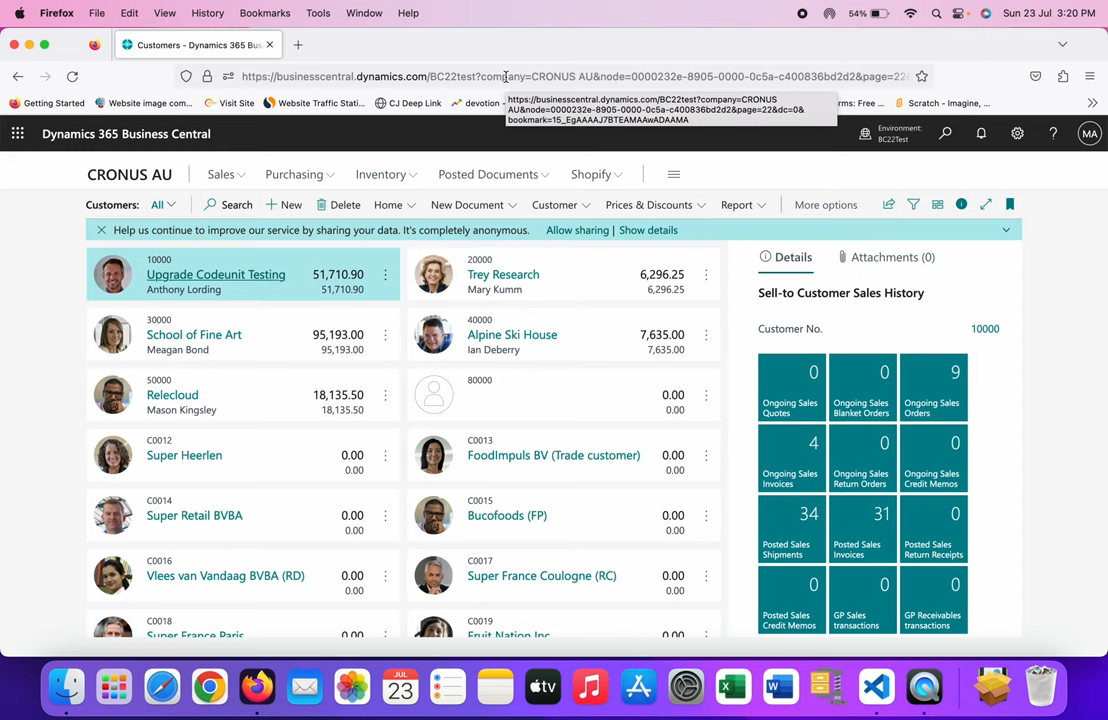 Firefox File Edit View History Bookmarks Tools Window Help 54% Sun 23 Jul 3:20 PM
Customers - Dynamics 365 Bus
https://businesscentral.dynamics.com/BC22test?company=CRONUS AU&node=0000232e-8905-0000-0c5a-c400836bd2d2&page=22
https://businesscentral.dynamics.com/BC22test?company=CRONUS
AU&node=0000232e-8905-0000-0c5a-c400836bd2d2&page=22&dc=0&
bookmark=15_EgAAAAJ7BTEAMAAwADAAMA
Getting Started Website image com... Visit Site Website Traffic Stati... CJ Deep Link devotion rms: Free ... Scratch - Imagine, ...
Dynamics 365 Business Central Environment: BC22Test ? MA
CRONUS AU Sales Purchasing Inventory Posted Documents Shopify
Customers: All Search New Delete Home New Document Customer Prices & Discounts Report More options
Help us continue to improve our service by sharing your data. It's completely anonymous. Allow sharing | Show details
10000
Upgrade Codeunit Testing 51,710.90
Anthony Lording 51,710.90
20000
Trey Research 6,296.25
Mary Kumm 6,296.25
30000
School of Fine Art 95,193.00
Meagan Bond 95,193.00
40000
Alpine Ski House 7,635.00
Ian Deberry 7,635.00
50000
Relecloud 18,135.50
Mason Kingsley 18,135.50
80000
0.00
0.00
C0012
Super Heerlen 0.00
0.00
C0013
FoodImpuls BV (Trade customer) 0.00
0.00
C0014
Super Retail BVBA 0.00
0.00
C0015
Bucofoods (FP) 0.00
0.00
C0016
Vlees van Vandaag BVBA (RD) 0.00
0.00
C0017
Super France Coulogne (RC) 0.00
0.00
C0018
Super France Paris 0.00
C0019
Fruit Nation Inc 0.00
Details Attachments (0)
Sell-to Customer Sales History
Customer No. 10000
0 0 9
Ongoing Sales Quotes Ongoing Sales Blanket Orders Ongoing Sales Orders
4 0 0
Ongoing Sales Invoices Ongoing Sales Return Orders Ongoing Sales Credit Memos
34 31 0
Posted Sales Shipments Posted Sales Invoices Posted Sales Return Receipts
0 0 0
Posted Sales Credit Memos GP Sales transactions GP Receivables transactions
JUL
23
tv
X
W